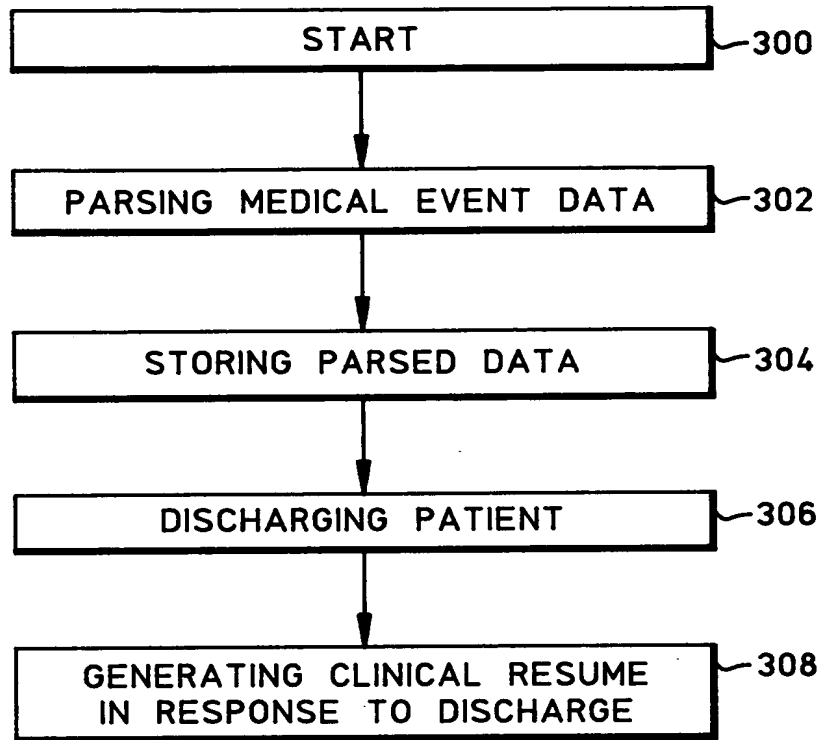 START
300
PARSING MEDICAL EVENT DATA
302
STORING PARSED DATA
304
DISCHARGING PATIENT
306
GENERATING CLINICAL RESUME
IN RESPONSE TO DISCHARGE
308